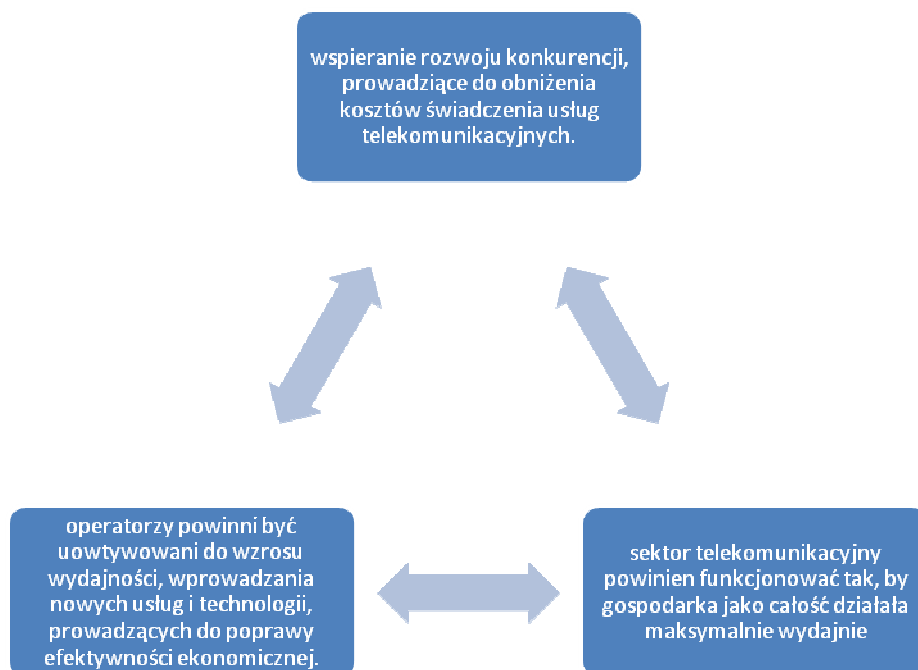 wspieranie rozwoju konkurencji,
prowadzące do obniżenia
kosztów świadczenia usług
telekomunikacyjnych.
operatorzy powinni być
uowtywowani do wzrosu
wydajności, wprowadzania
nowych usług i technologii,
prowadzących do poprawy
efektywności ekonomicznej.
sektor telekomunikacyjny
powinien funkcjonować tak, by
gospodarka jako całość działała
maksymalnie wydajnie